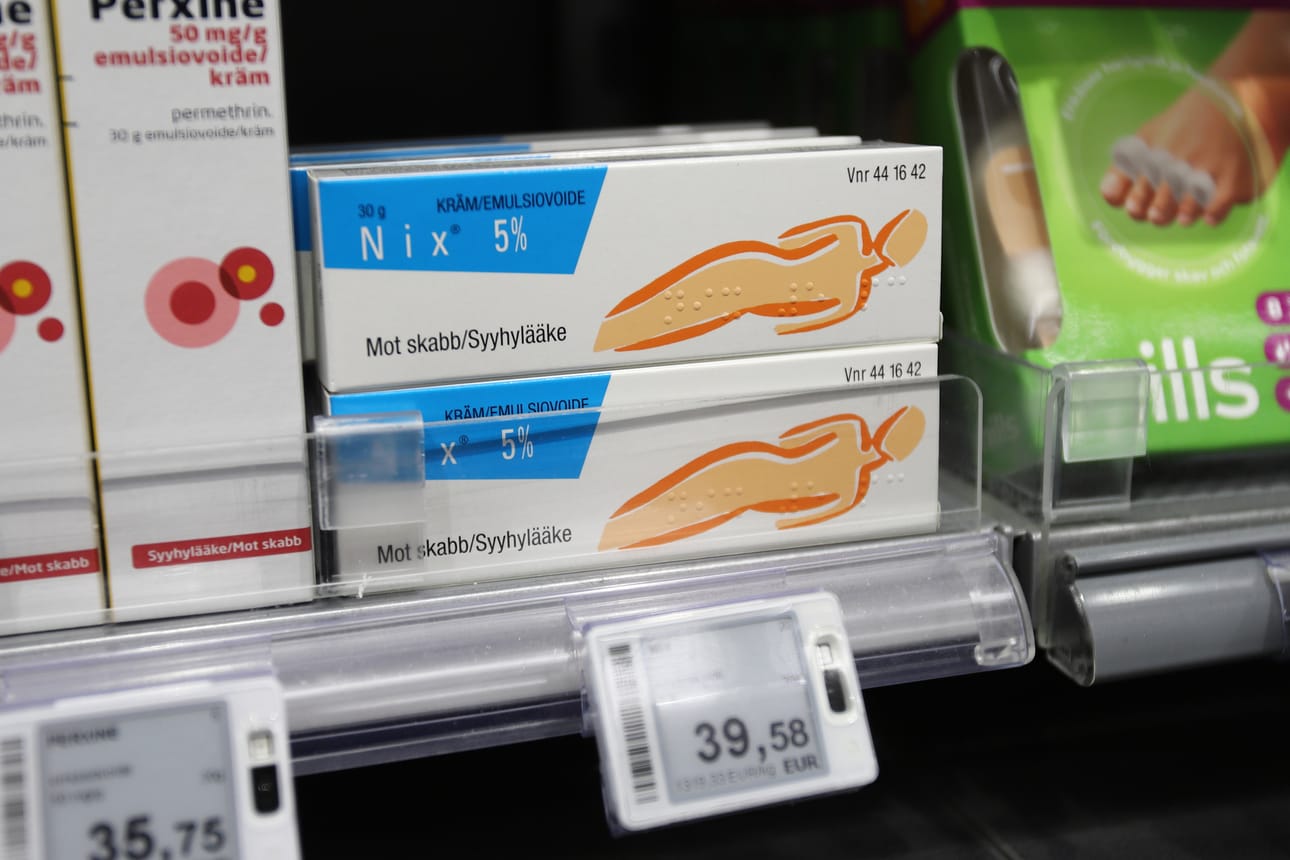 Perxine
50 mg/g
emulsiovoide/
kräm
permethrin.
30 g emulsiovoide/kräm
Syyhylääke/Mot skabb
e/Mot skabb
30 g
KRÄM/EMULSIOVOIDE
Nix® 5%
Vnr 44 16 42
Mot skabb/Syyhylääke
KRÄM/EMULSIOVOIDE
x® 5%
Vnr 44 16 42
Mot skabb/Syyhylääke
ills
PERXINE
35,75
39,58
EUR